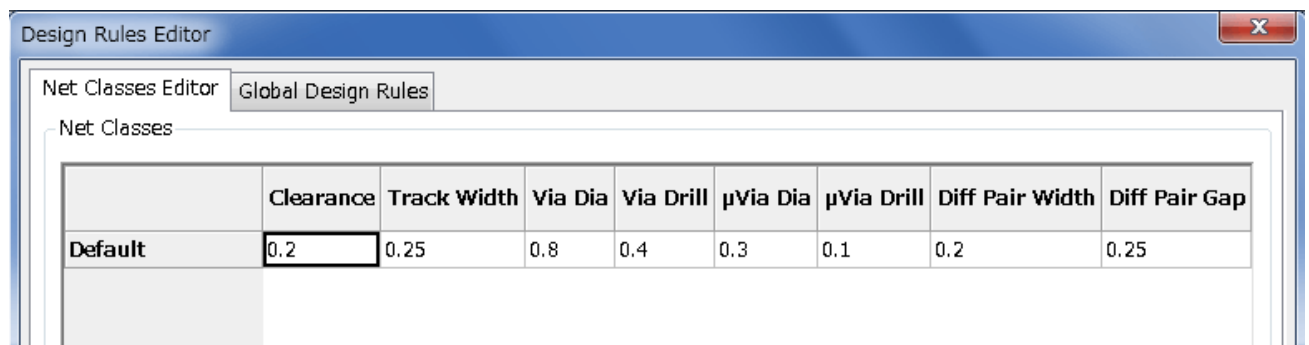 Design Rules Editor
x
Net Classes Editor Global Design Rules
Net Classes
Clearance Track Width Via Dia Via Drill µVia Dia µVia Drill Diff Pair Width Diff Pair Gap
Default 0.2 0.25 0.8 0.4 0.3 0.1 0.2 0.25